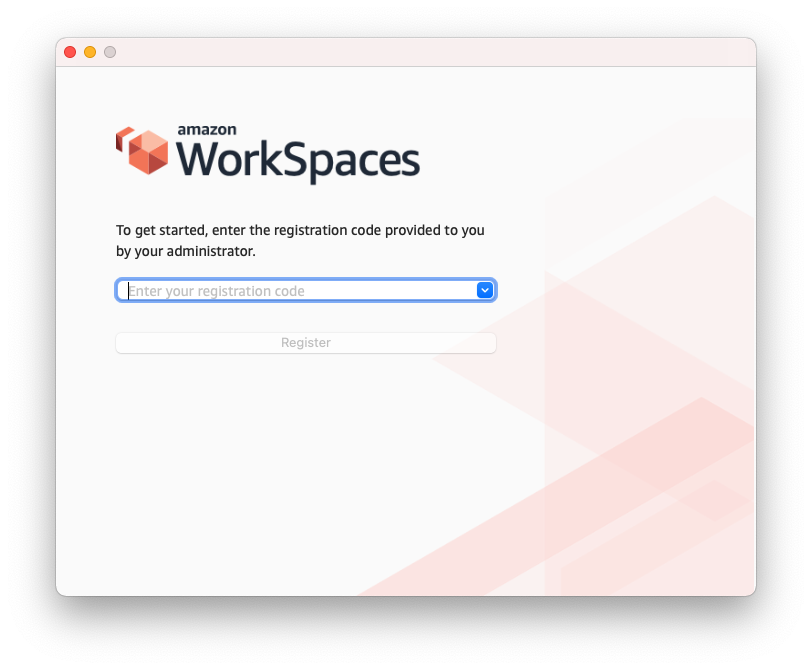 amazon
WorkSpaces
To get started, enter the registration code provided to you
by your administrator.
Enter your registration code
Register